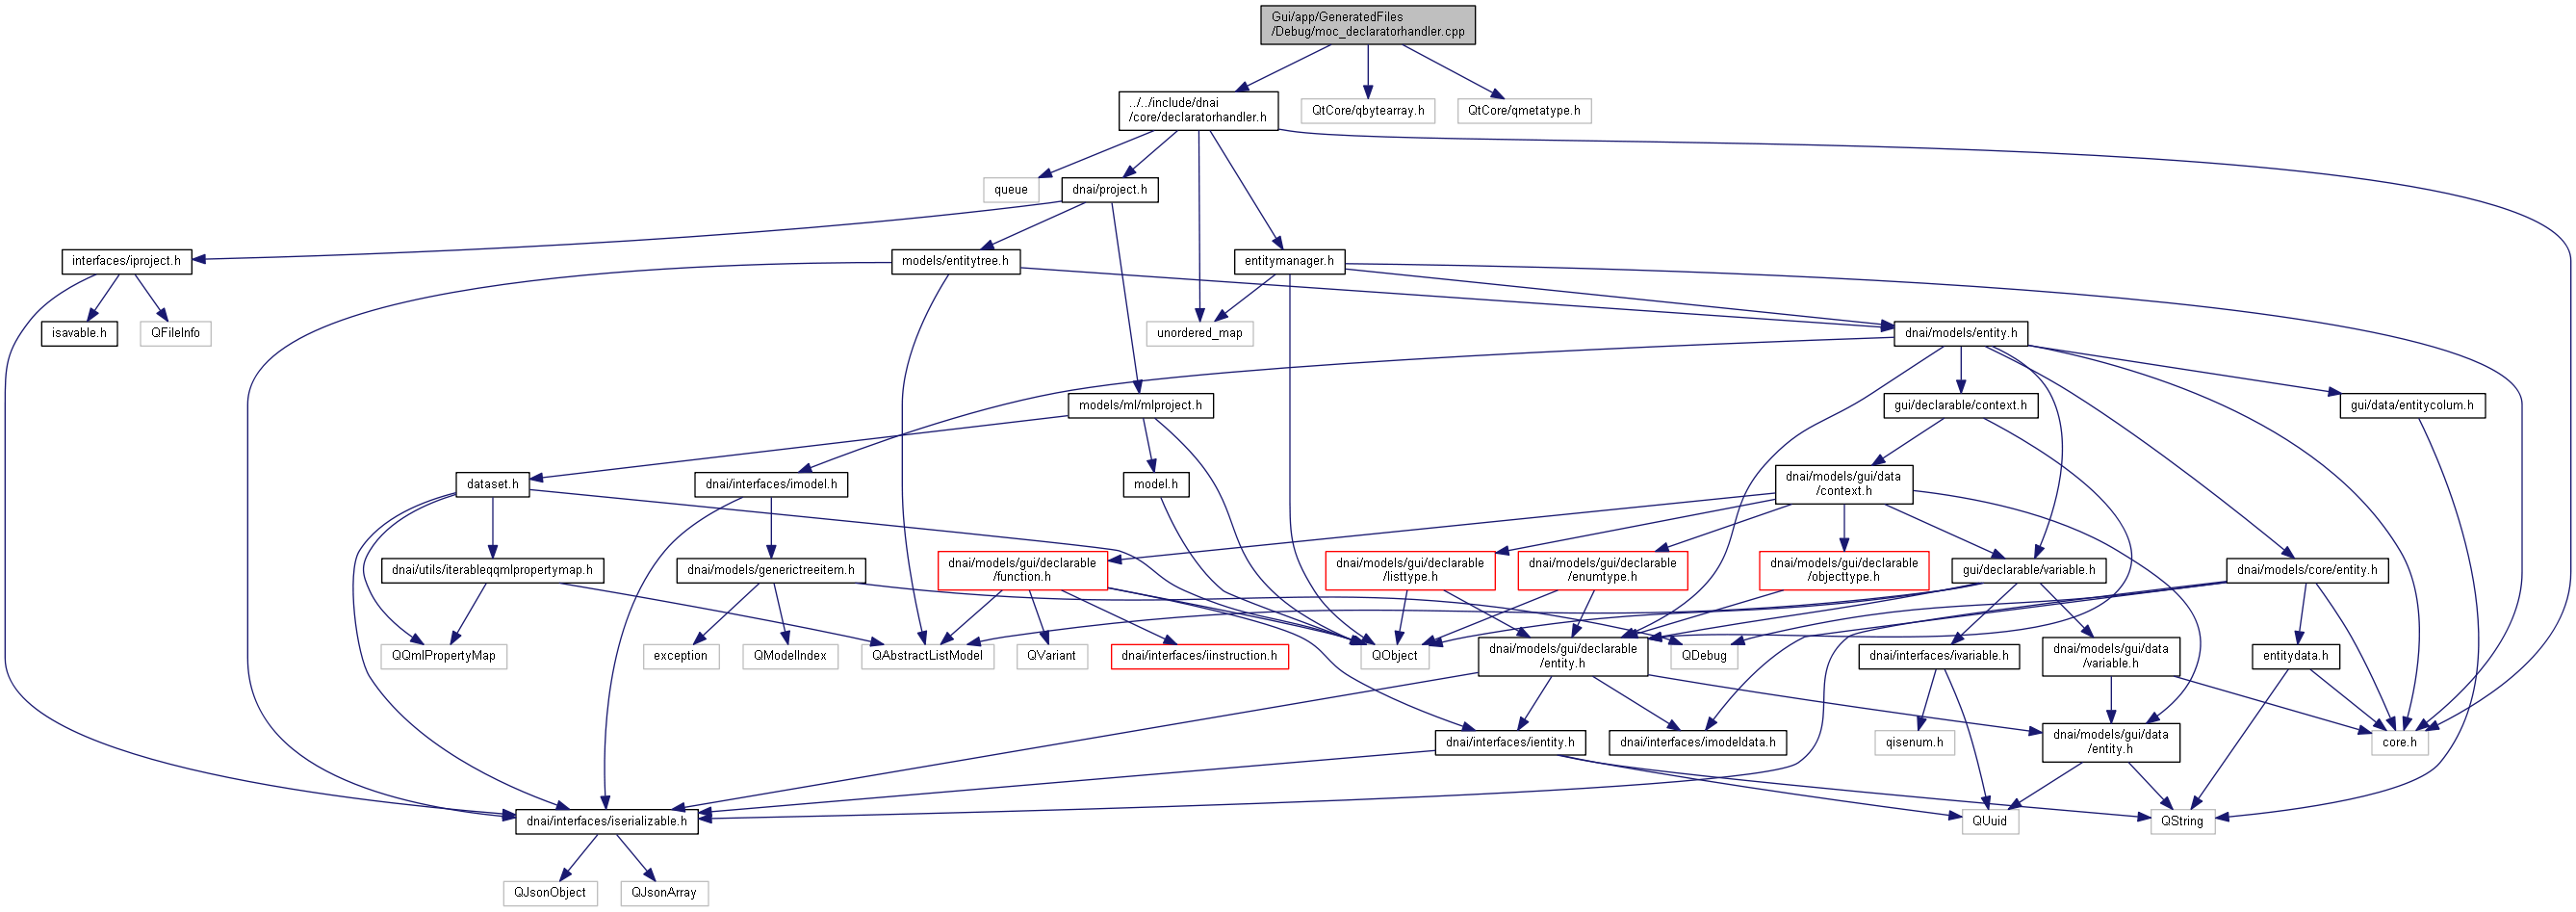 Gui/app/GeneratedFiles
/Debug/moc_declaratorhandler.cpp
../../include/dnai
/core/declaratorhandler.h
QtCore/qbytearray.h
QtCore/qmetatype.h
queue
dnai/project.h
interfaces/iproject.h
models/entitytree.h
entitymanager.h
isavable.h
QFileInfo
unordered_map
dnai/models/entity.h
models/ml/mlproject.h
gui/declarable/context.h
gui/data/entitycolum.h
dataset.h
dnai/interfaces/imodel.h
model.h
dnai/models/gui/data
/context.h
dnai/utils/iterableqqmlpropertymap.h
dnai/models/generictreeitem.h
dnai/models/gui/declarable
/function.h
dnai/models/gui/declarable
/listtype.h
dnai/models/gui/declarable
/enumtype.h
dnai/models/gui/declarable
/objecttype.h
gui/declarable/variable.h
dnai/models/core/entity.h
QQmlPropertyMap
exception
QModelIndex
QAbstractListModel
QVariant
dnai/interfaces/iinstruction.h
QObject
dnai/models/gui/declarable
/entity.h
QDebug
dnai/interfaces/ivariable.h
dnai/models/gui/data
/variable.h
entitydata.h
dnai/interfaces/ientity.h
dnai/interfaces/imodeldata.h
qisenum.h
dnai/models/gui/data
/entity.h
core.h
dnai/interfaces/iserializable.h
QUuid
QString
QJsonObject
QJsonArray